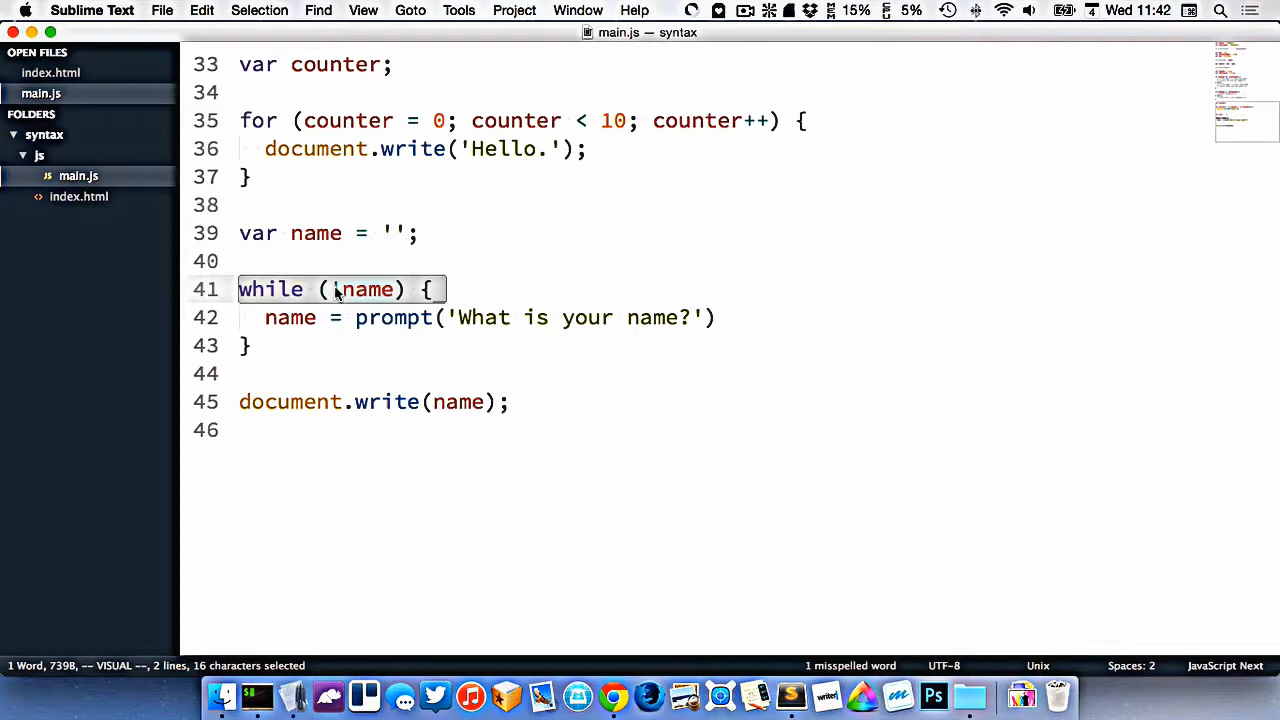 Sublime Text File Edit Selection Find View Goto Tools Project Window Help 15% 5% 4 Wed 11:42
main.js — syntax
OPEN FILES
index.html
main.js
FOLDERS
syntax
js
main.js
index.html
33 var counter;
34
35 for (counter = 0; counter < 10; counter++) {
36 document.write('Hello.');
37 }
38
39 var name = '';
40
41 while (!name) {
42 name = prompt('What is your name?')
43 }
44
45 document.write(name);
46
1 Word, 739B, -- VISUAL --, 2 lines, 16 characters selected 1 misspelled word UTF-8 Unix Spaces: 2 JavaScript Next
writer Ps